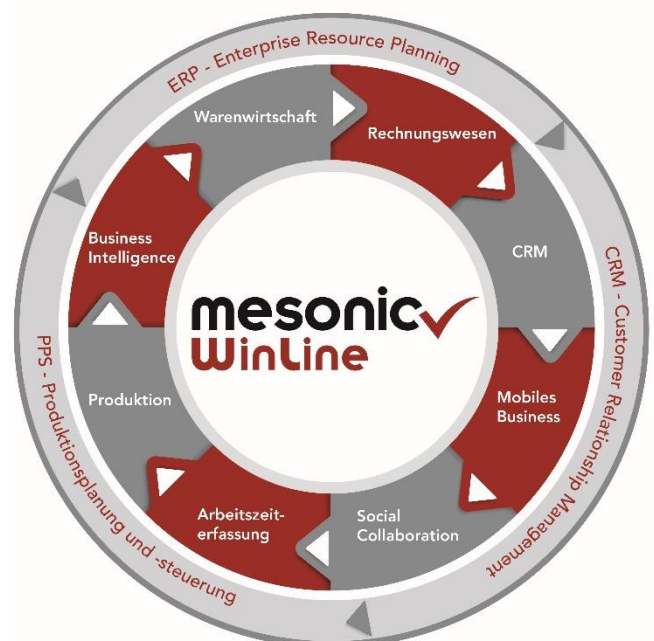 ERP - Enterprise Resource Planning
Warenwirtschaft
Rechnungswesen
Business
Intelligence
CRM
CRM - Customer Relationship Management
mesonic
WinLine
PPS - Produktionsplanung und -steuerung
Produktion
Mobiles
Business
Arbeitszeit-
erfassung
Social
Collaboration